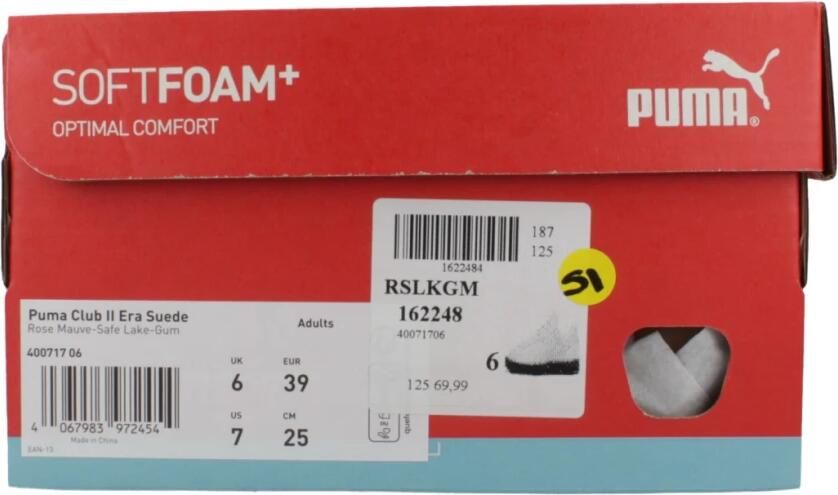 SOFTFOAM+
OPTIMAL COMFORT
PUMA®
187
125
1622484
RSLKGM
162248
40071706
6
125 69,99
51
Puma Club II Era Suede
Rose Mauve-Safe Lake-Gum
Adults
400717 06
UK EUR
6 39
US CM
7 25
4 067983 972454
Made in China
EAN-13